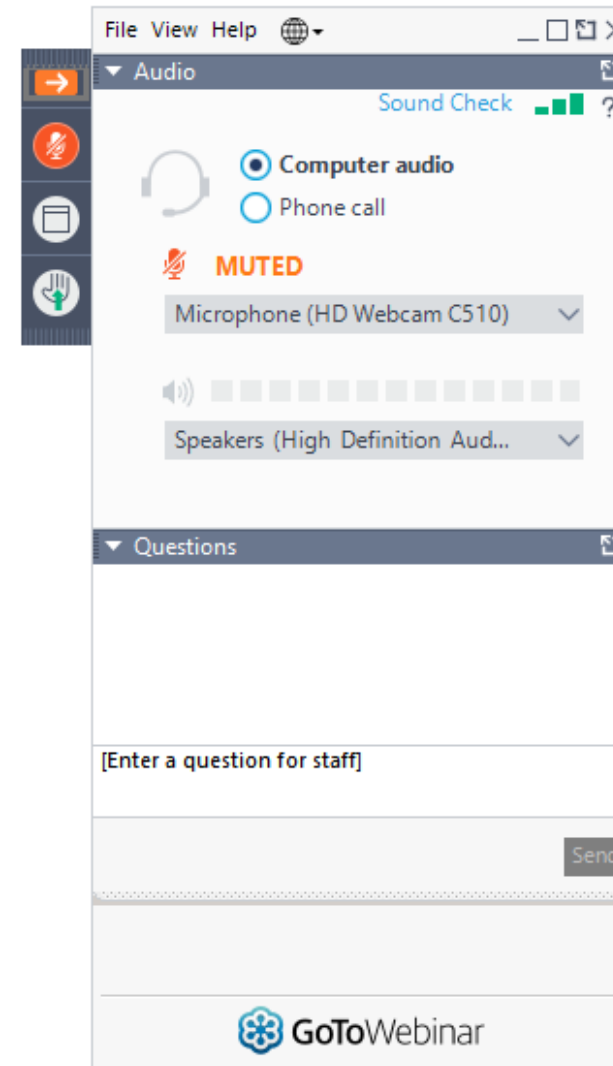 File View Help
Audio
Sound Check
?
Computer audio
Phone call
MUTED
Microphone (HD Webcam C510)
Speakers (High Definition Aud...
Questions
[Enter a question for staff]
Send
GoToWebinar